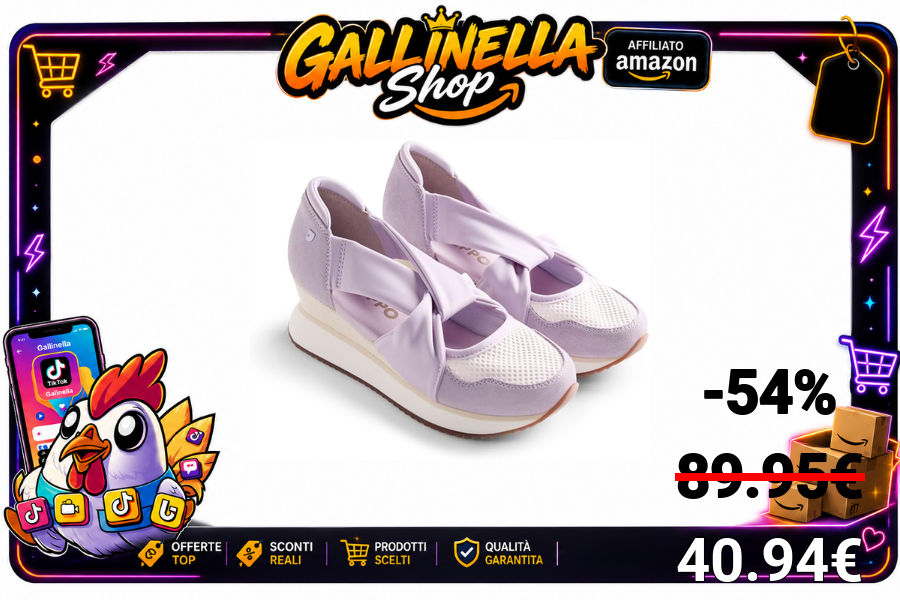 GALLINELLA
Shop
AFFILIATO
amazon
Gallinella
TikTok
Gallinella
-54%
89.95€
40.94€
OFFERTE
TOP
SCONTI
REALI
PRODOTTI
SCELTI
QUALITÀ
GARANTITA